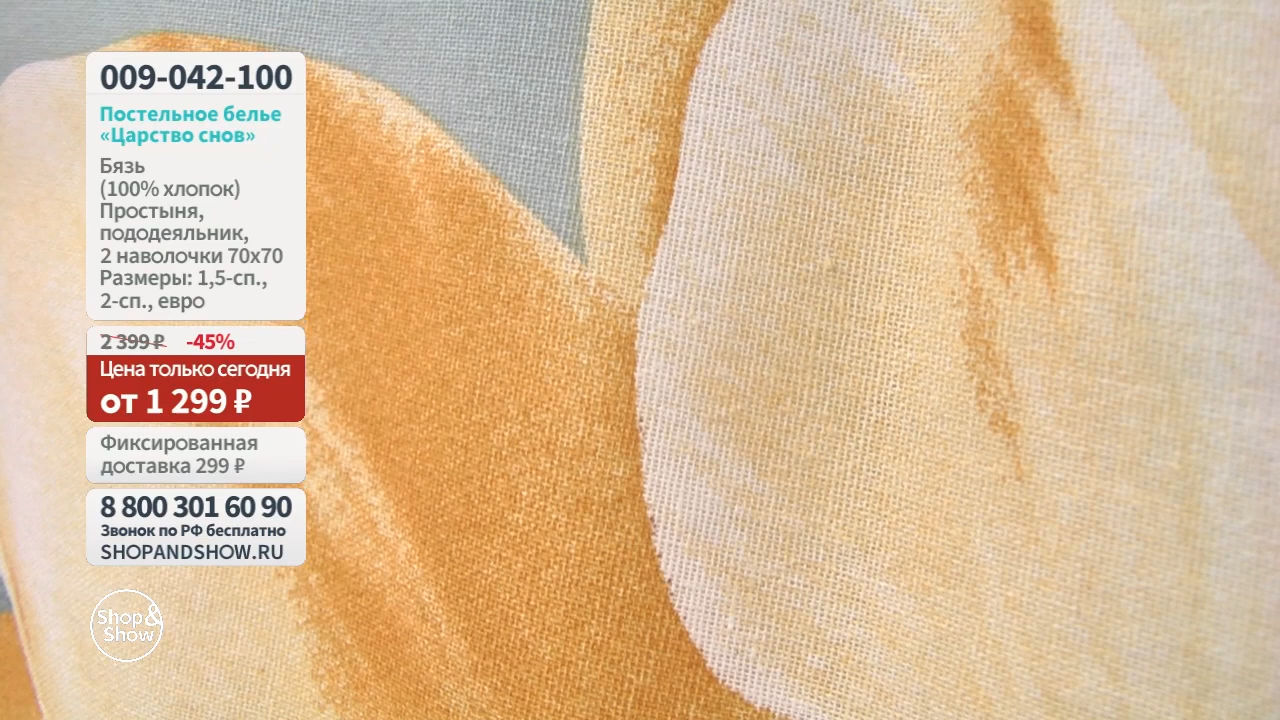 009-042-100
Постельное белье
«Царство снов»
Бязь
(100% хлопок)
Простыня,
пододеяльник,
2 наволочки 70х70
Размеры: 1,5-сп.,
2-сп., евро
2 399 ₽ -45%
Цена только сегодня
от 1 299 ₽
Фиксированная
доставка 299 ₽
8 800 301 60 90
Звонок по РФ бесплатно
SHOPANDSHOW.RU
Shop&
Show